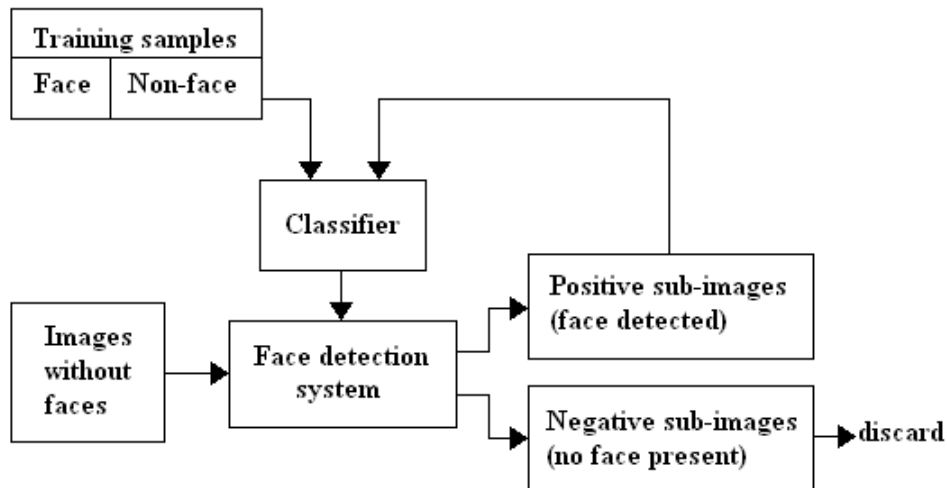 Training samples
Face
Non-face
Classifier
Positive sub-images
(face detected)
Images
without
faces
Face detection
system
Negative sub-images
(no face present)
discard